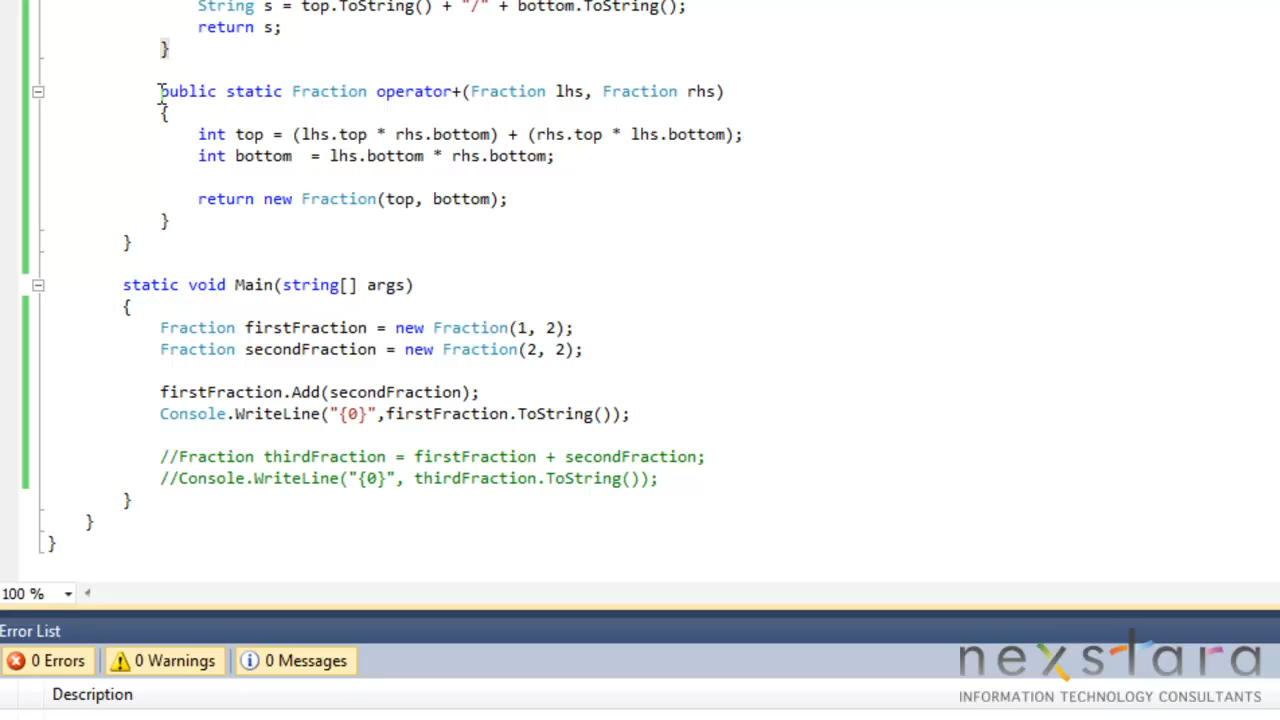 String s = top.ToString() + "/" + bottom.ToString();
return s;
}
public static Fraction operator+(Fraction lhs, Fraction rhs)
{
int top = (lhs.top * rhs.bottom) + (rhs.top * lhs.bottom);
int bottom  = lhs.bottom * rhs.bottom;
return new Fraction(top, bottom);
}
}
static void Main(string[] args)
{
Fraction firstFraction = new Fraction(1, 2);
Fraction secondFraction = new Fraction(2, 2);
firstFraction.Add(secondFraction);
Console.WriteLine("{0}",firstFraction.ToString());
//Fraction thirdFraction = firstFraction + secondFraction;
//Console.WriteLine("{0}", thirdFraction.ToString());
}
}
}
100 %
Error List
0 Errors
0 Warnings
0 Messages
Description
nexstara
INFORMATION TECHNOLOGY CONSULTANTS